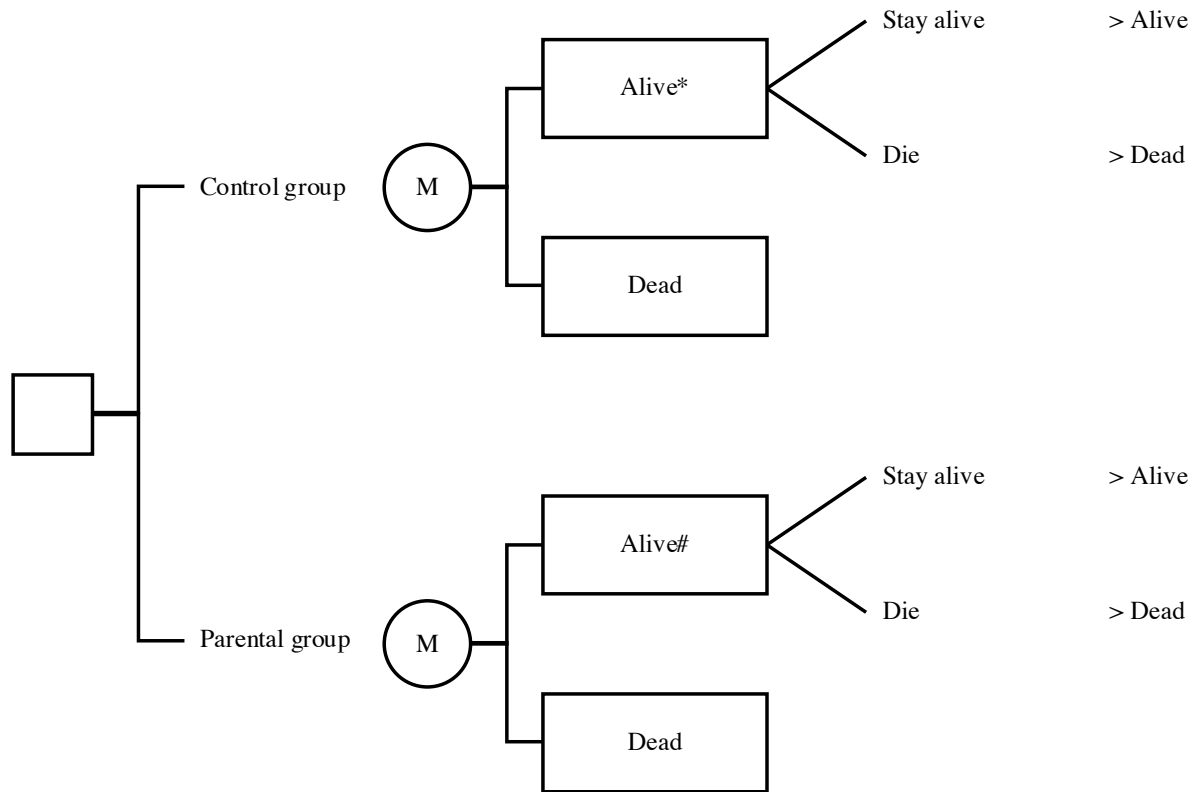 Stay alive > Alive
Alive*
Die > Dead
Control group M
Dead
Stay alive > Alive
Alive#
Die > Dead
Parental group M
Dead